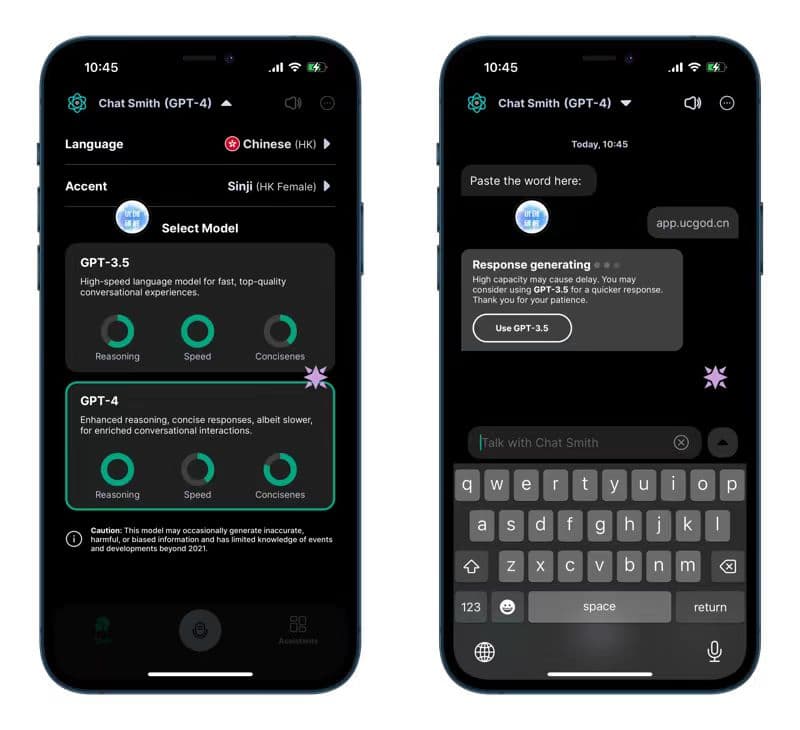 10:45
Chat Smith (GPT-4)
Language
Chinese (HK)
Accent
Sinji (HK Female)
Select Model
GPT-3.5
High-speed language model for fast, top-quality
conversational experiences.
Reasoning Speed Concisenes
GPT-4
Enhanced reasoning, concise responses, albeit slower,
for enriched conversational interactions.
Reasoning Speed Concisenes
Caution: This model may occasionally generate inaccurate,
harmful, or biased information and has limited knowledge of events
and developments beyond 2021.
Assistants
10:45
Chat Smith (GPT-4)
Today, 10:45
Paste the word here:
app.ucgod.cn
Response generating
High capacity may cause delay. You may
consider using GPT-3.5 for a quicker response.
Thank you for your patience.
Use GPT-3.5
Talk with Chat Smith
q w e r t y u i o p
a s d f g h j k l
z x c v b n m
123 space return